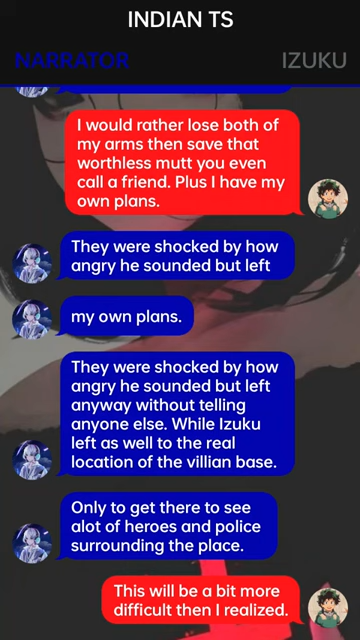 INDIAN TS
NARRATOR
IZUKU
I would rather lose both of
my arms then save that
worthless mutt you even
call a friend. Plus I have my
own plans.
They were shocked by how
angry he sounded but left
my own plans.
They were shocked by how
angry he sounded but left
anyway without telling
anyone else. While Izuku
left as well to the real
location of the villian base.
Only to get there to see
alot of heroes and police
surrounding the place.
This will be a bit more
difficult then I realized.